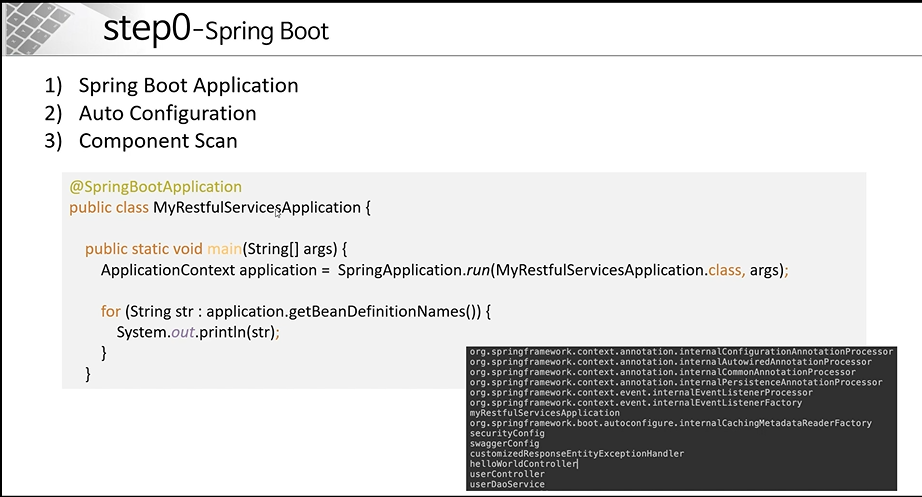 step0-Spring Boot
1) Spring Boot Application
2) Auto Configuration
3) Component Scan
@SpringBootApplication
public class MyRestfulServicesApplication {
public static void main(String[] args) {
ApplicationContext application = SpringApplication.run(MyRestfulServicesApplication.class, args);
for (String str : application.getBeanDefinitionNames()) {
System.out.println(str);
}
}
org.springframework.context.annotation.internalConfigurationAnnotationProcessor
org.springframework.context.annotation.internalAutowiredAnnotationProcessor
org.springframework.context.annotation.internalCommonAnnotationProcessor
org.springframework.context.annotation.internalPersistenceAnnotationProcessor
org.springframework.context.event.internalEventListenerProcessor
org.springframework.context.event.internalEventListenerFactory
myRestfulServicesApplication
org.springframework.boot.autoconfigure.internalCachingMetadataReaderFactory
securityConfig
swaggerConfig
customizedResponseEntityExceptionHandler
helloWorldController
userController
userDaoService